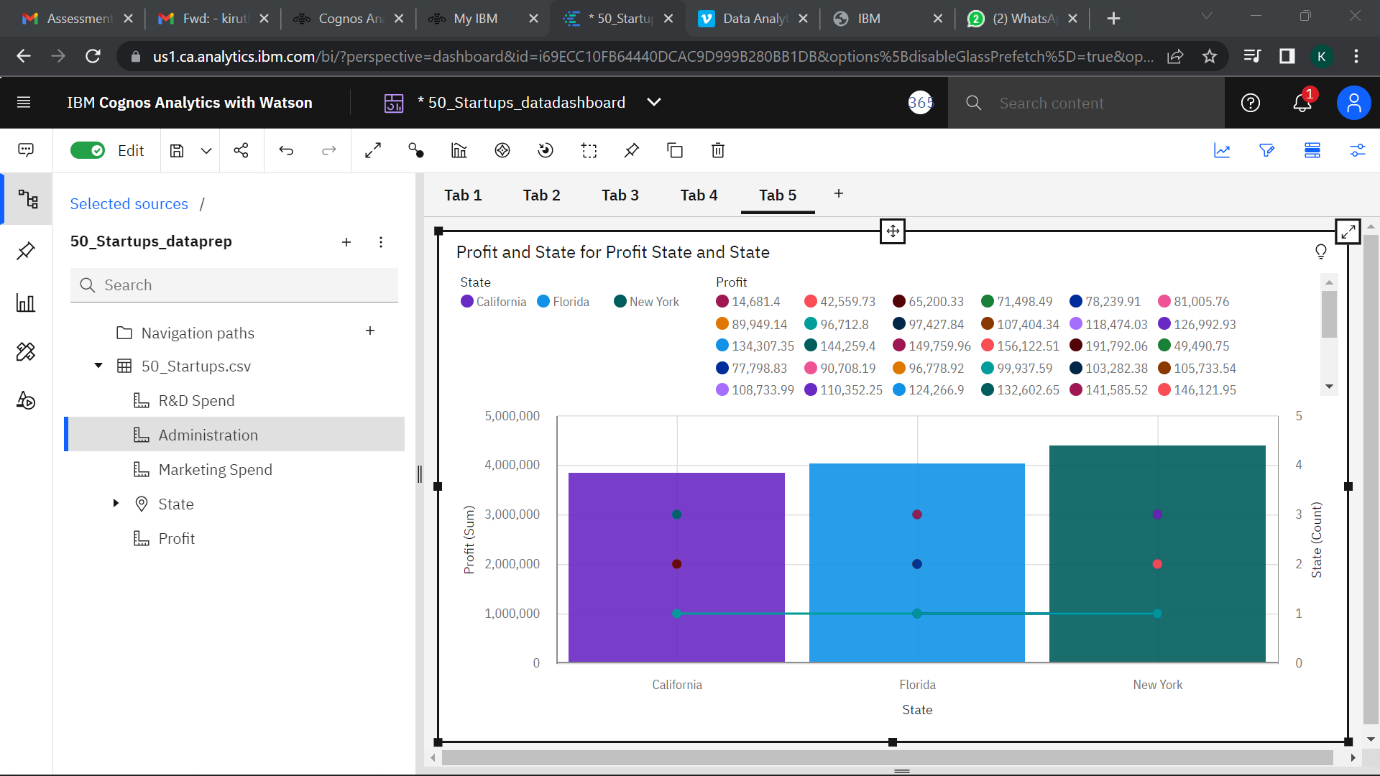 Assessment
Fwd: - kirut
Cognos An
My IBM
* 50_Startu
Data Analy
IBM
(2) WhatsA
us1.ca.analytics.ibm.com/bi/?perspective=dashboard&id=i69ECC10FB64440DCAC9D999B280BB1DB&options%5BdisableGlassPrefetch%5D=true&op...
K
IBM Cognos Analytics with Watson
* 50_Startups_datadashboard
365
Search content
1
Edit
Selected sources /
50_Startups_dataprep
Search
Navigation paths
50_Startups.csv
R&D Spend
Administration
Marketing Spend
State
Profit
Tab 1 Tab 2 Tab 3 Tab 4 Tab 5 +
Profit and State for Profit State and State
State
California Florida New York
Profit
14,681.4 42,559.73 65,200.33 71,498.49 78,239.91 81,005.76
89,949.14 96,712.8 97,427.84 107,404.34 118,474.03 126,992.93
134,307.35 144,259.4 149,759.96 156,122.51 191,792.06 49,490.75
77,798.83 90,708.19 96,778.92 99,937.59 103,282.38 105,733.54
108,733.99 110,352.25 124,266.9 132,602.65 141,585.52 146,121.95
5,000,000
4,000,000
3,000,000
2,000,000
1,000,000
0
Profit (Sum)
5
4
3
2
1
0
State (Count)
California Florida New York
State